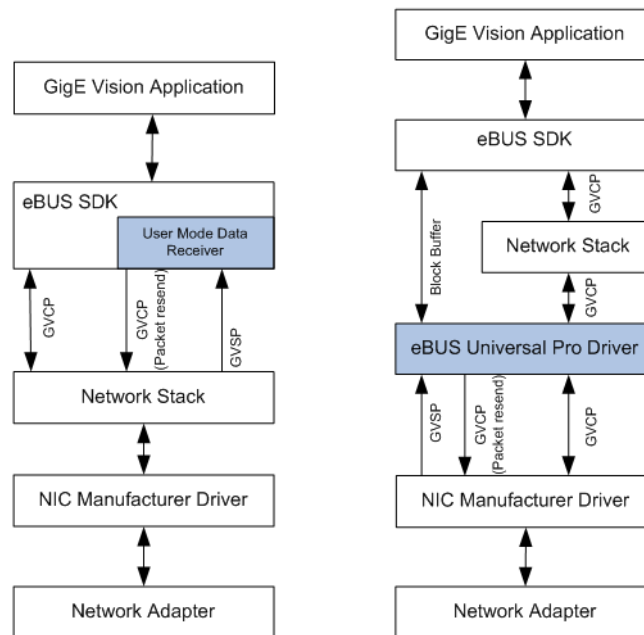 GigE Vision Application
eBUS SDK
User Mode Data
Receiver
GVCP
GVCP
(Packet resend)
GVSP
Network Stack
NIC Manufacturer Driver
Network Adapter
GigE Vision Application
eBUS SDK
Block Buffer
GVCP
Network Stack
GVCP
eBUS Universal Pro Driver
GVSP
GVCP
(Packet resend)
GVCP
NIC Manufacturer Driver
Network Adapter